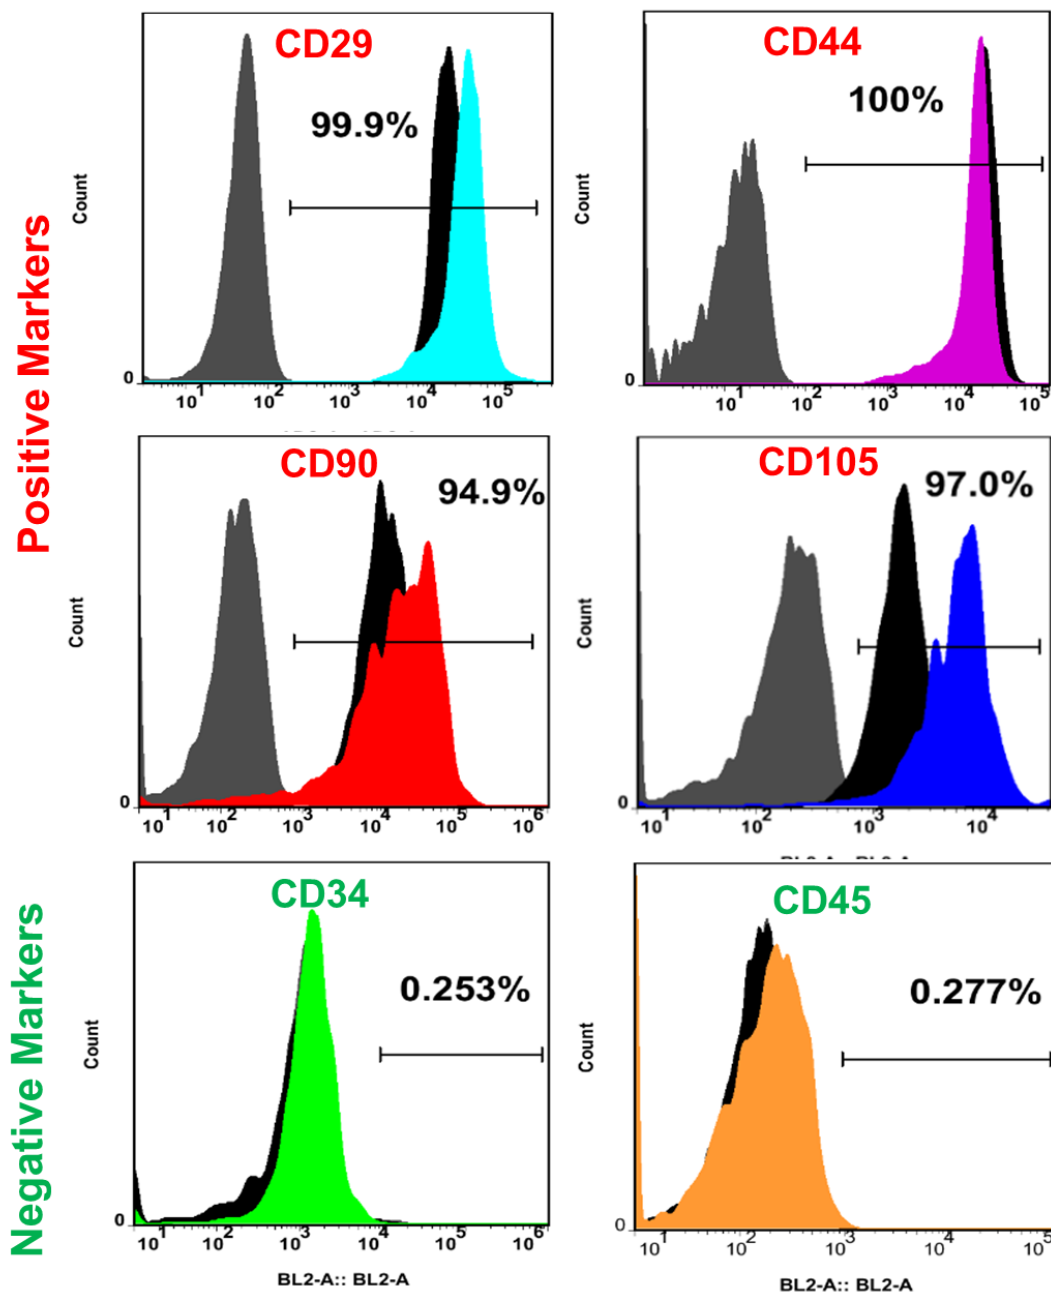 Positive Markers
CD29
99.9%
Count
0
10¹ 10² 10³ 10⁴ 10⁵
CD44
100%
Count
0
10¹ 10² 10³ 10⁴ 10⁵
CD90
94.9%
Count
0
10¹ 10² 10³ 10⁴ 10⁵ 10⁶
CD105
97.0%
Count
0
10¹ 10² 10³ 10⁴
Negative Markers
CD34
0.253%
Count
0
10¹ 10² 10³ 10⁴ 10⁵ 10⁶
BL2-A:: BL2-A
CD45
0.277%
Count
0
10¹ 10² 10³ 10⁴ 10⁵
BL2-A:: BL2-A